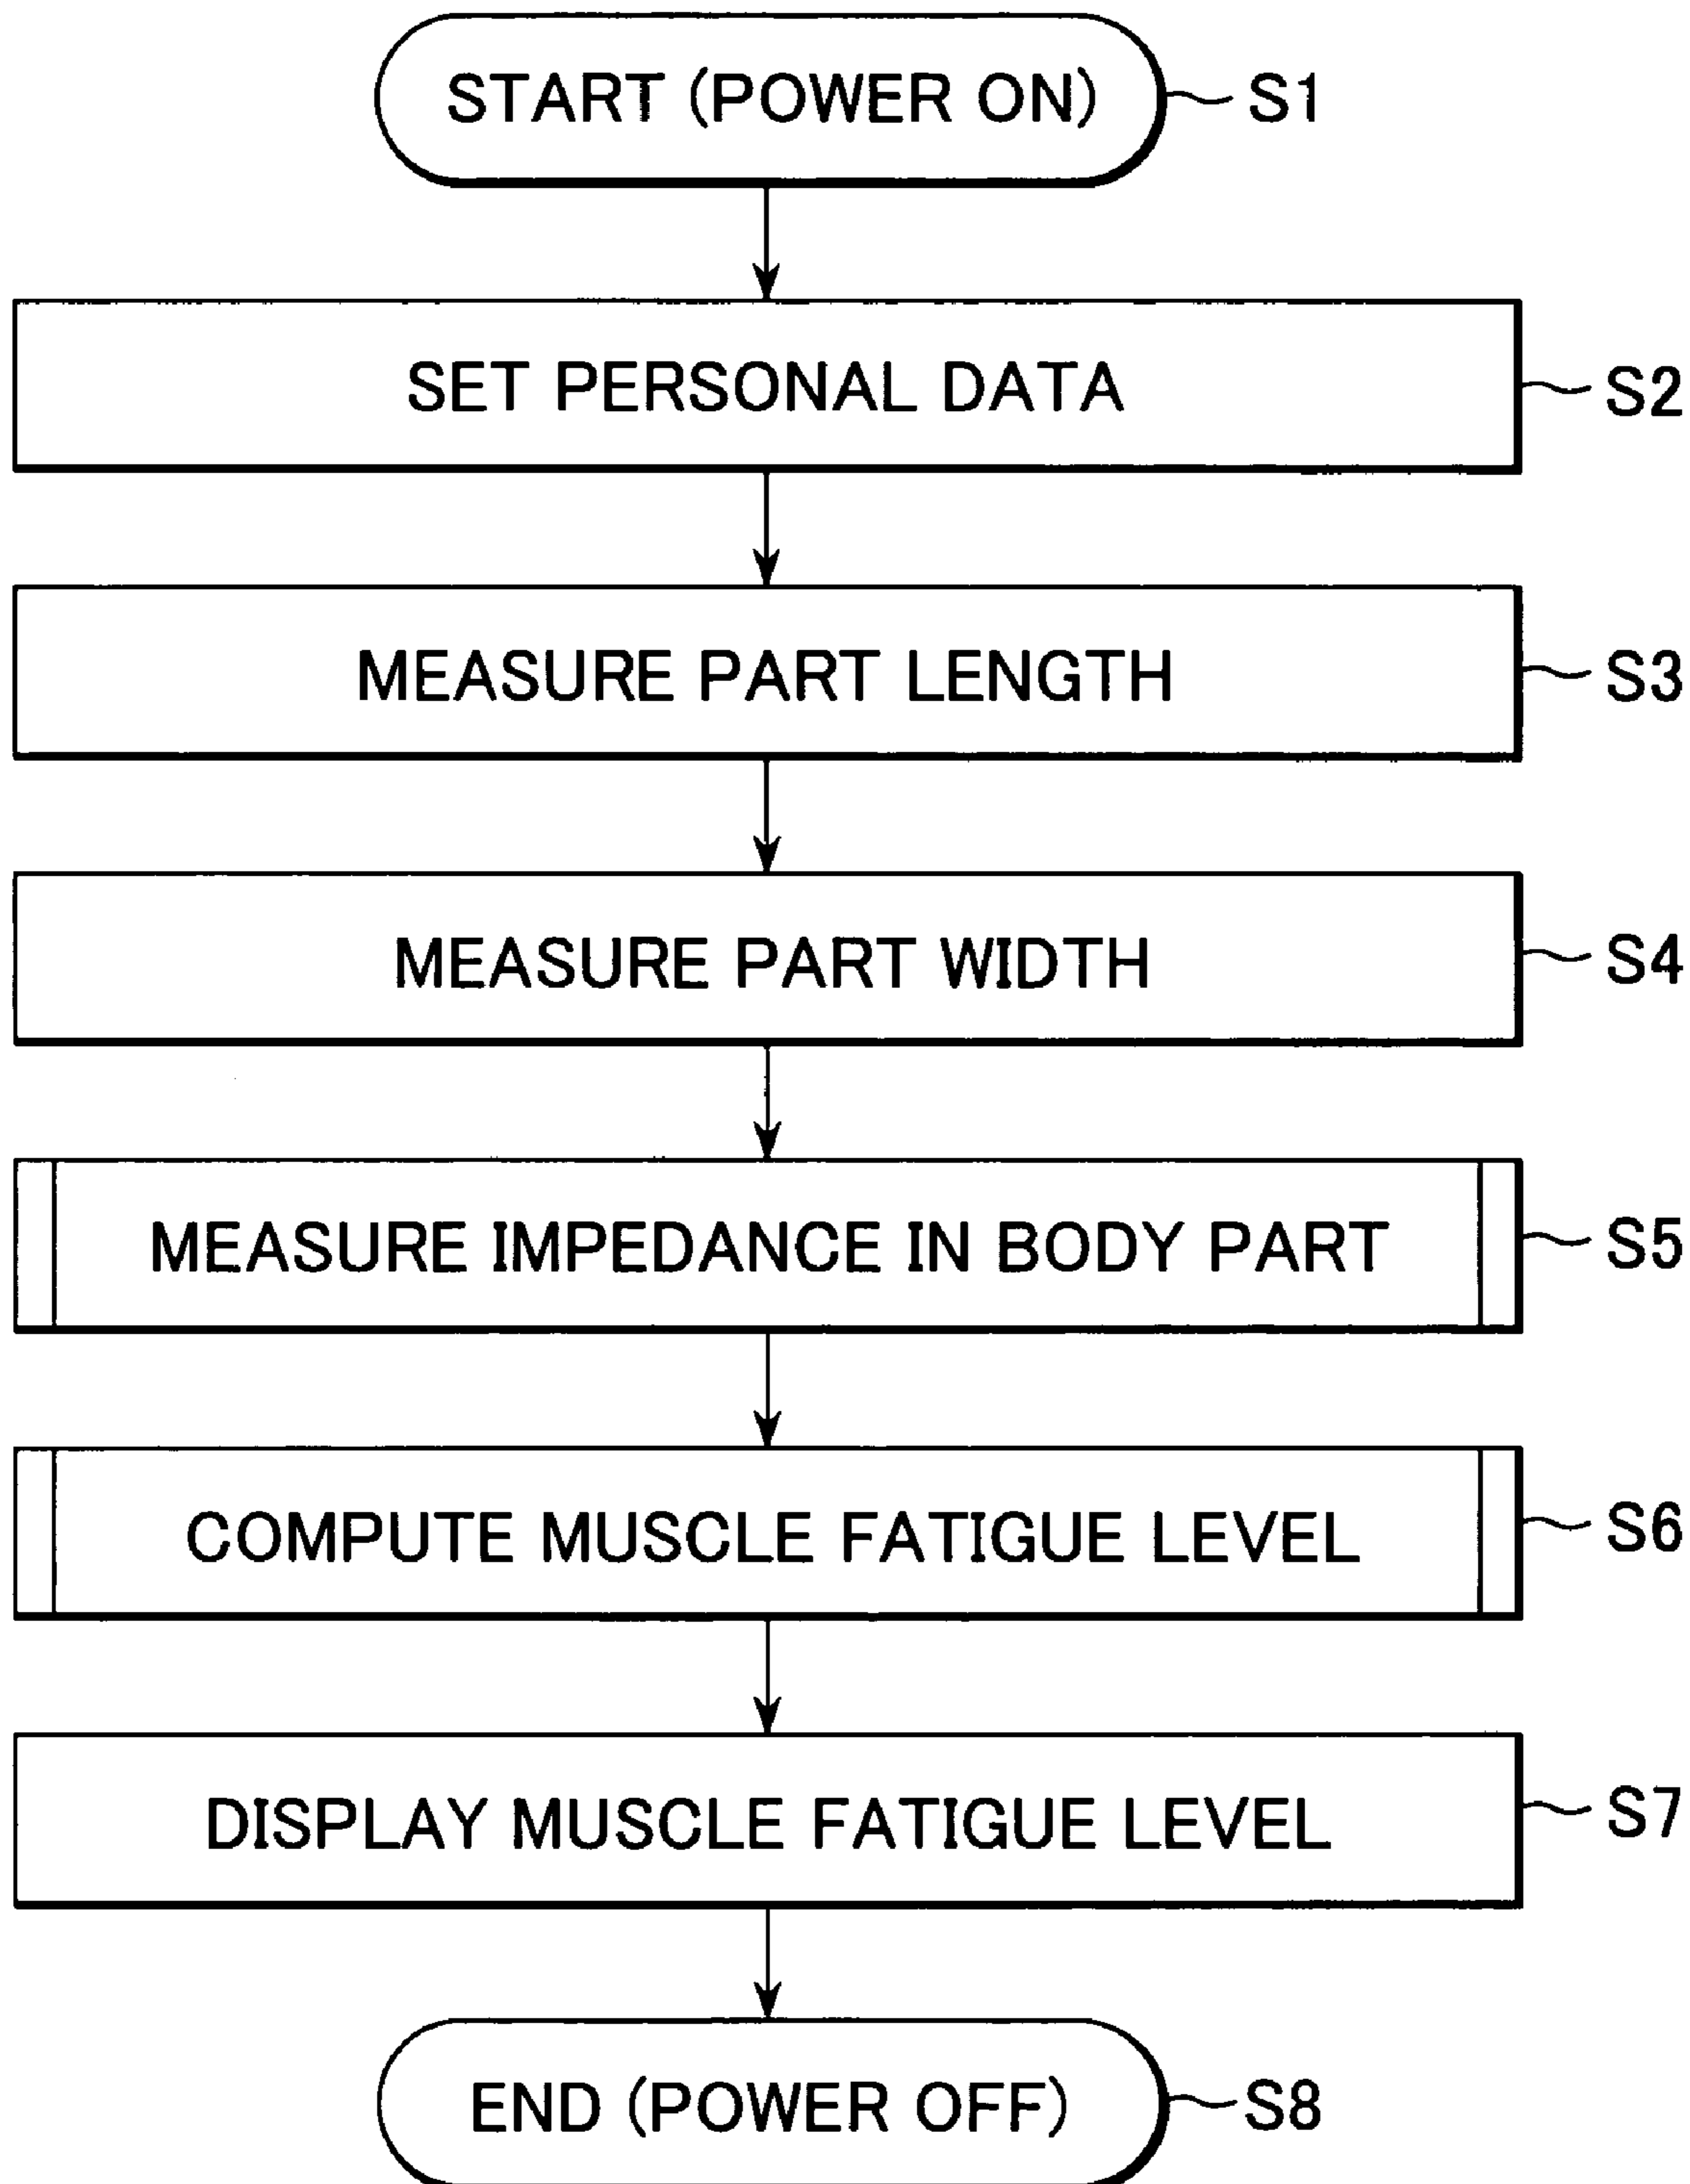 START (POWER ON) S1
SET PERSONAL DATA S2
MEASURE PART LENGTH S3
MEASURE PART WIDTH S4
MEASURE IMPEDANCE IN BODY PART S5
COMPUTE MUSCLE FATIGUE LEVEL S6
DISPLAY MUSCLE FATIGUE LEVEL S7
END (POWER OFF) S8